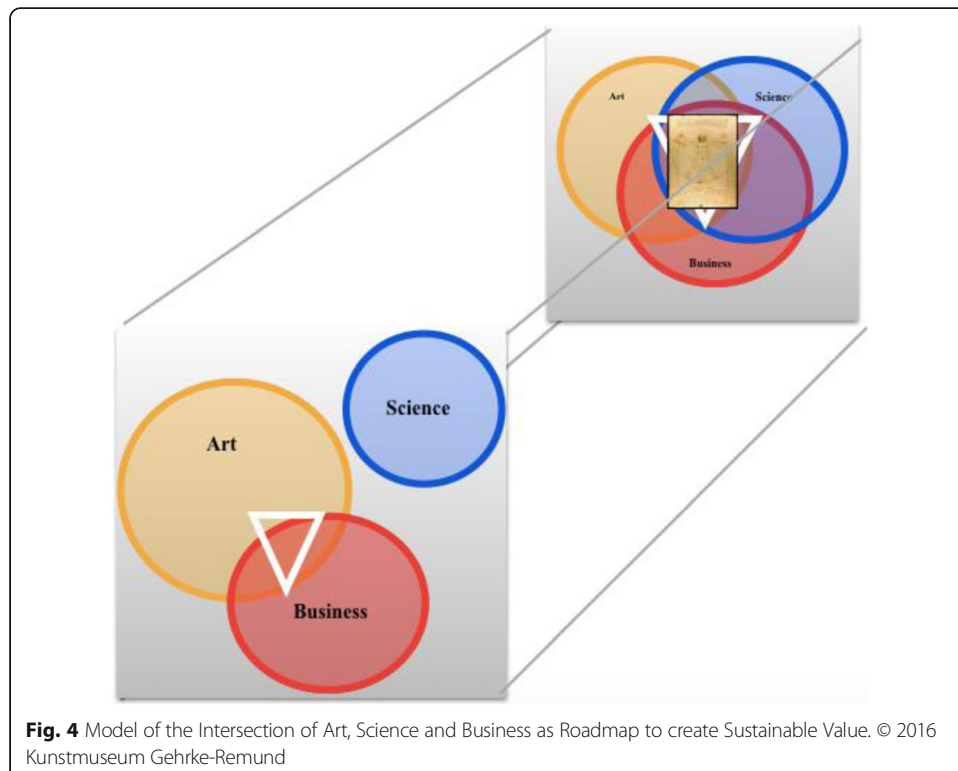 Art
Science
Business
Science
Art
Business
Fig. 4 Model of the Intersection of Art, Science and Business as Roadmap to create Sustainable Value. © 2016
Kunstmuseum Gehrke-Remund